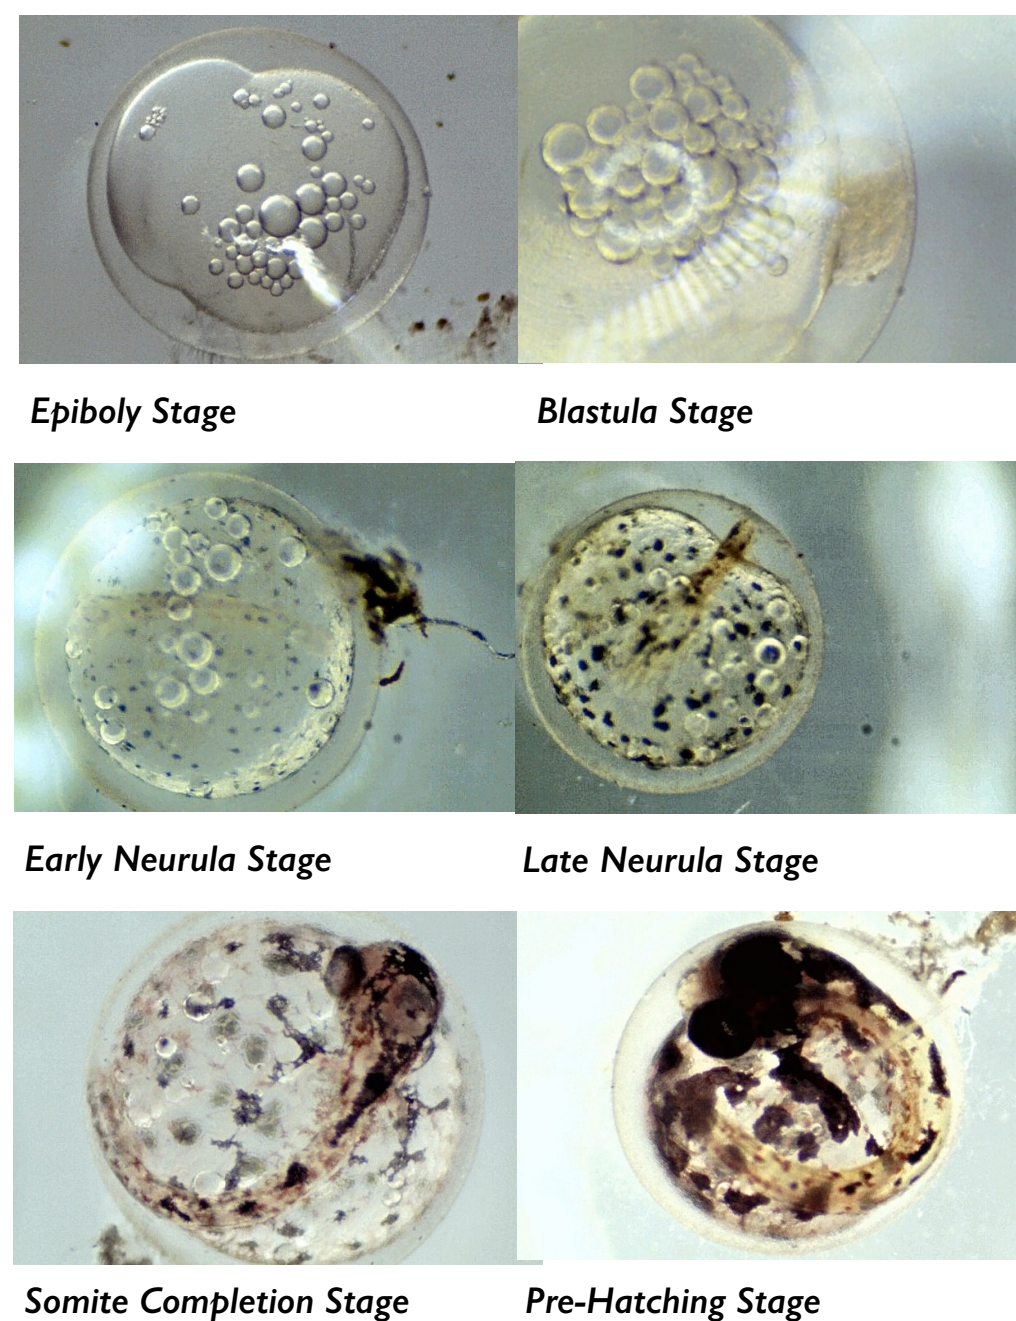 Epiboly Stage
Blastula Stage
Early Neurula Stage
Late Neurula Stage
Somite Completion Stage
Pre-Hatching Stage